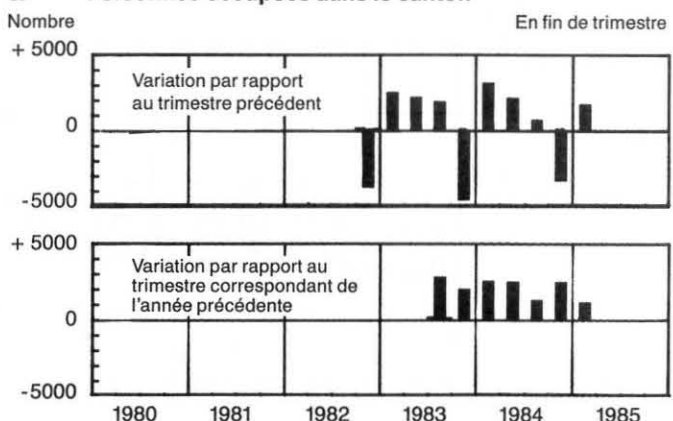 Nombre
En fin de trimestre
+ 5000
Variation par rapport
au trimestre précédent
0
-5000
+ 5000
Variation par rapport au
trimestre correspondant de
l'année précédente
0
-5000
1980 1981 1982 1983 1984 1985